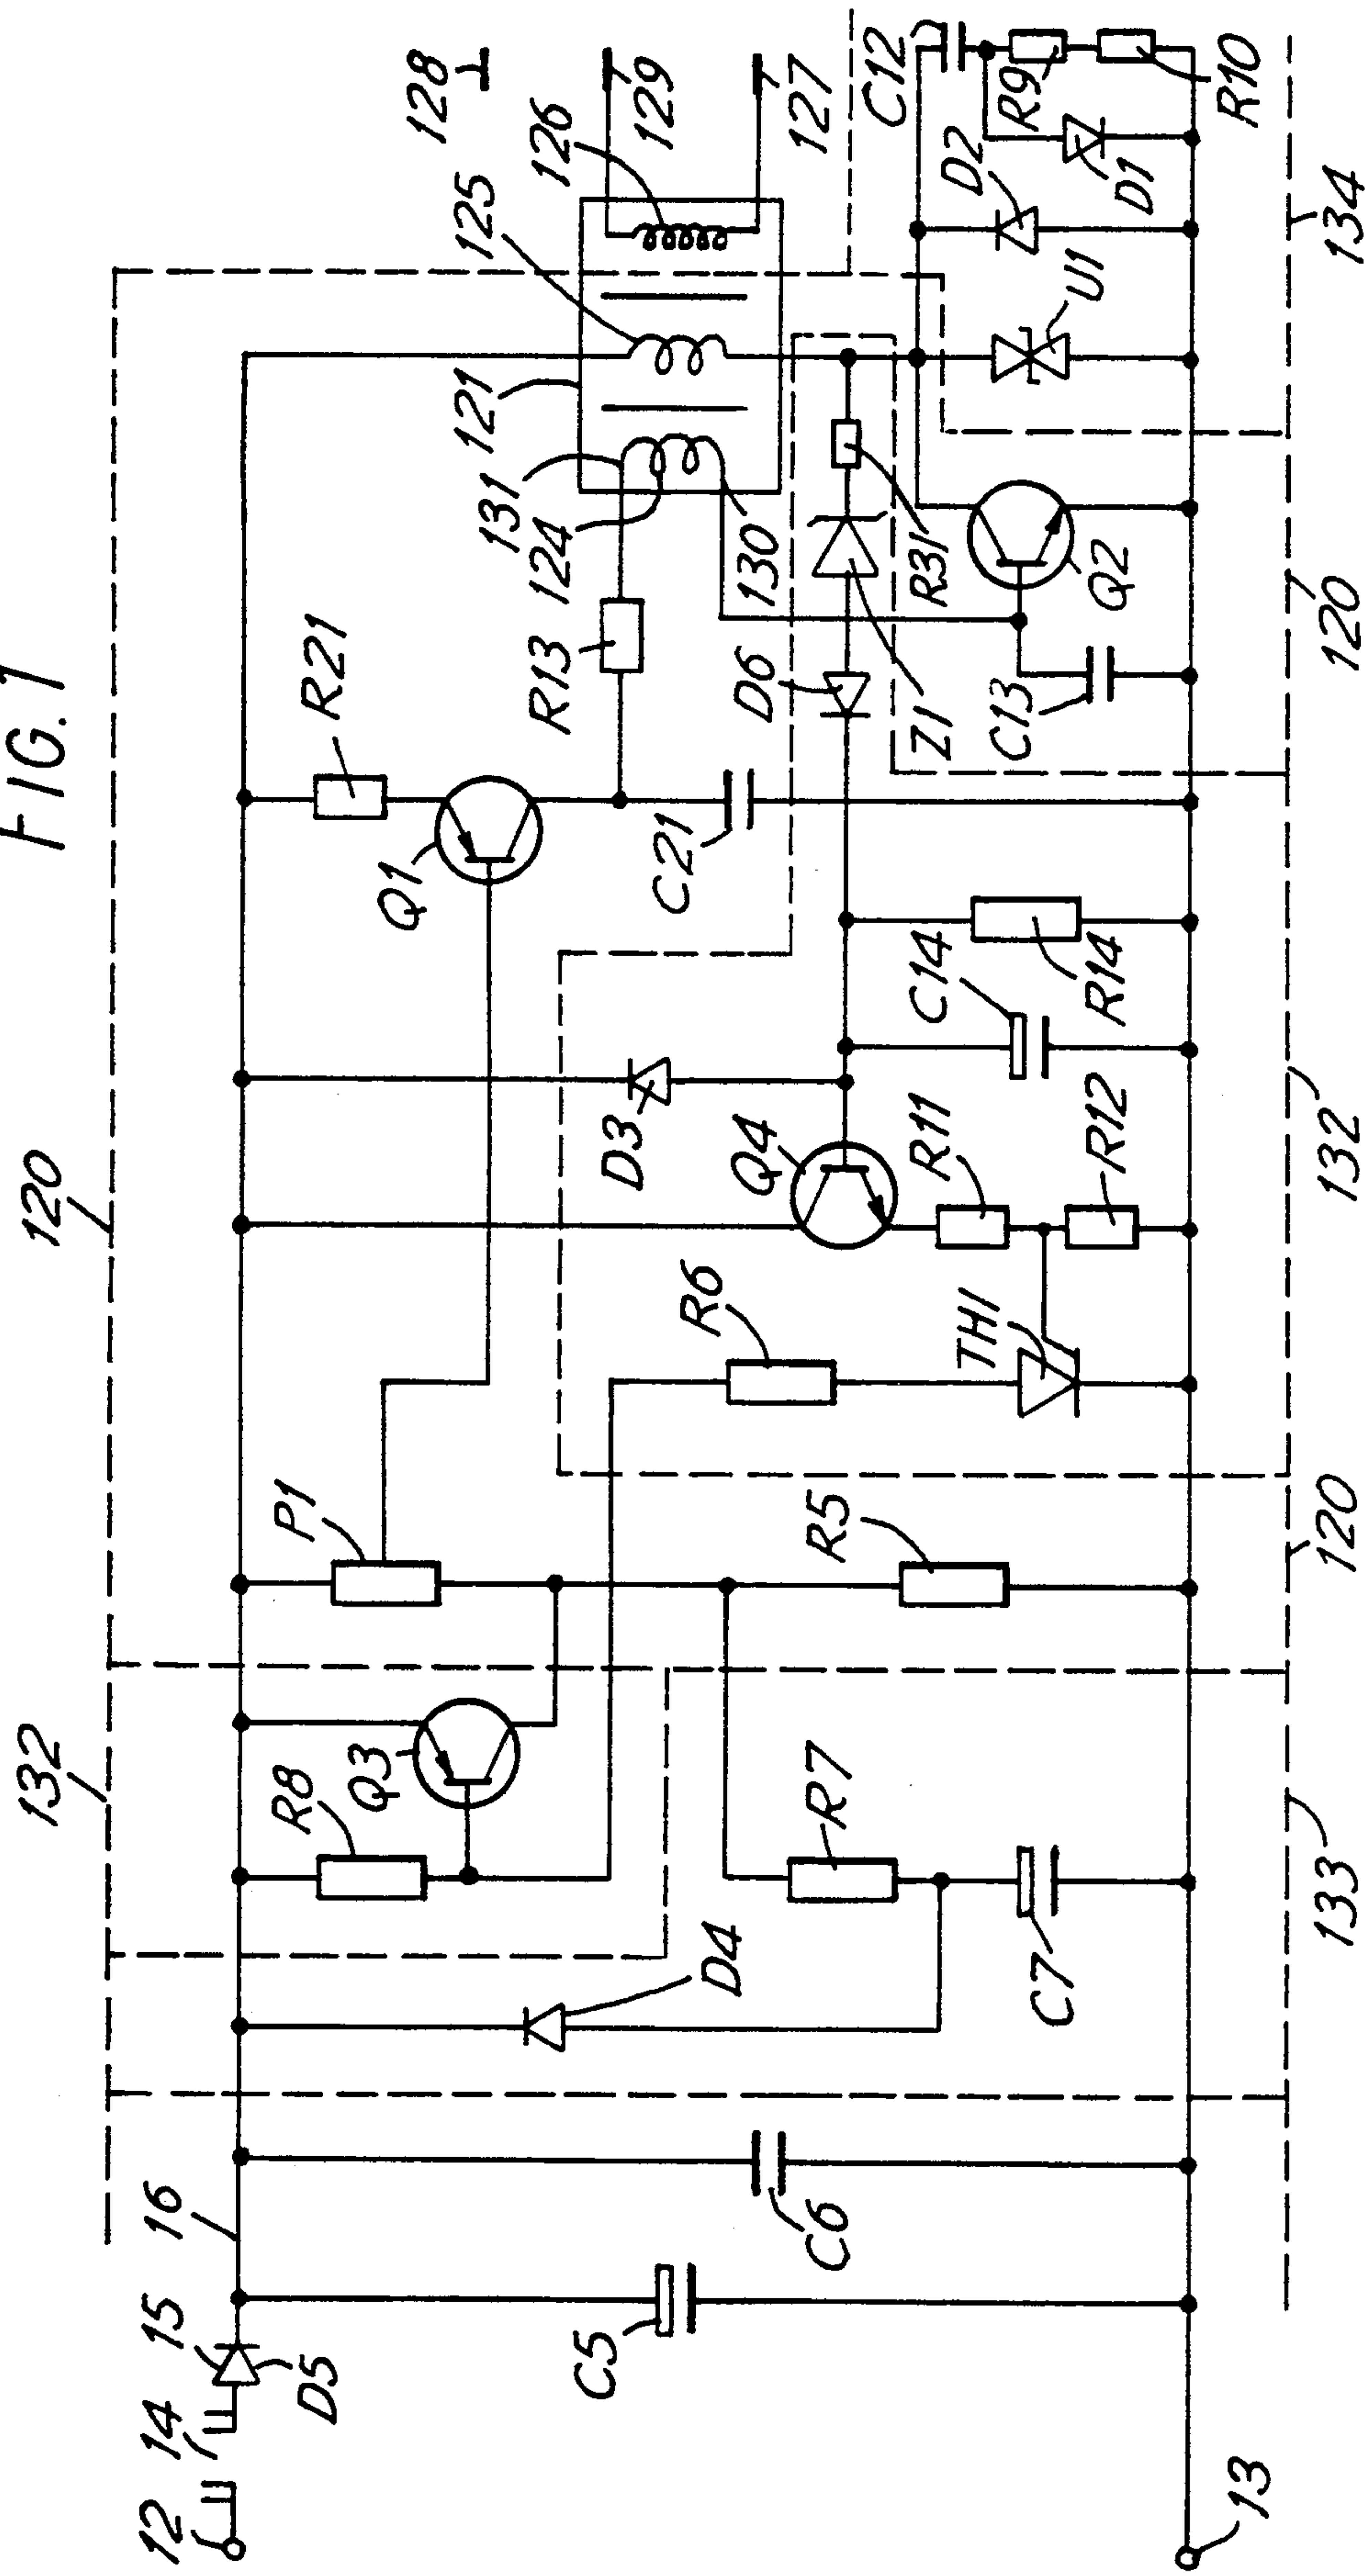 FIG. 1
120
132
128
129
126
127
125
121
131
124
130
R21
R13
Q1
C21
D6
Z1
R31
C12
R9
R10
D2
D1
U1
134
Q2
C13
120
D3
Q4
C14
R14
R11
R12
132
R6
TH1
P1
R5
120
R8
Q3
R7
D4
C7
133
16
15
14
D5
12
C6
C5
13